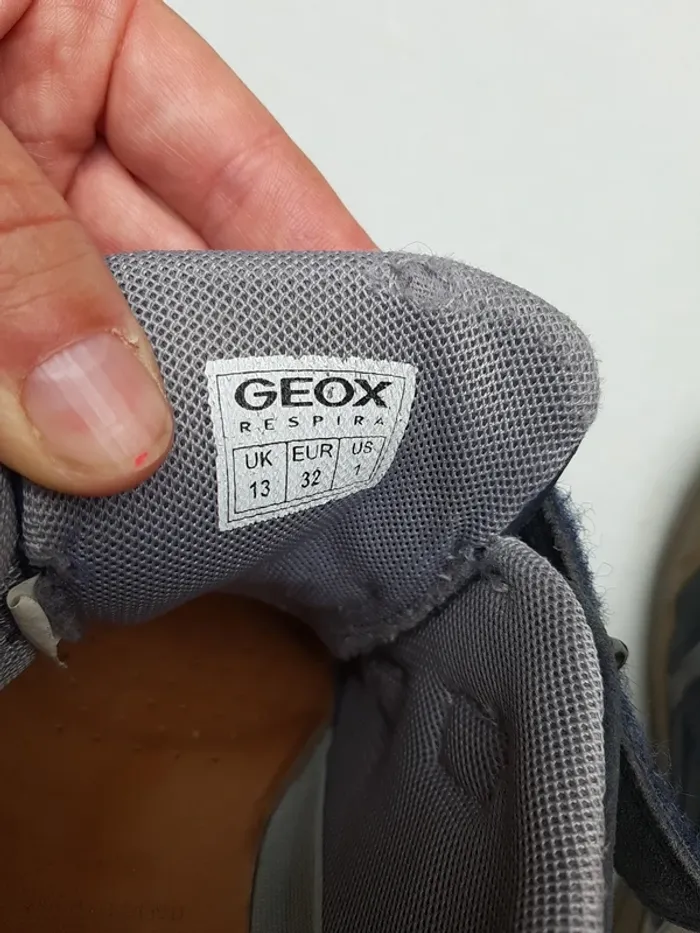 GEOX
RESPIRA
UK EUR US
13 32 1